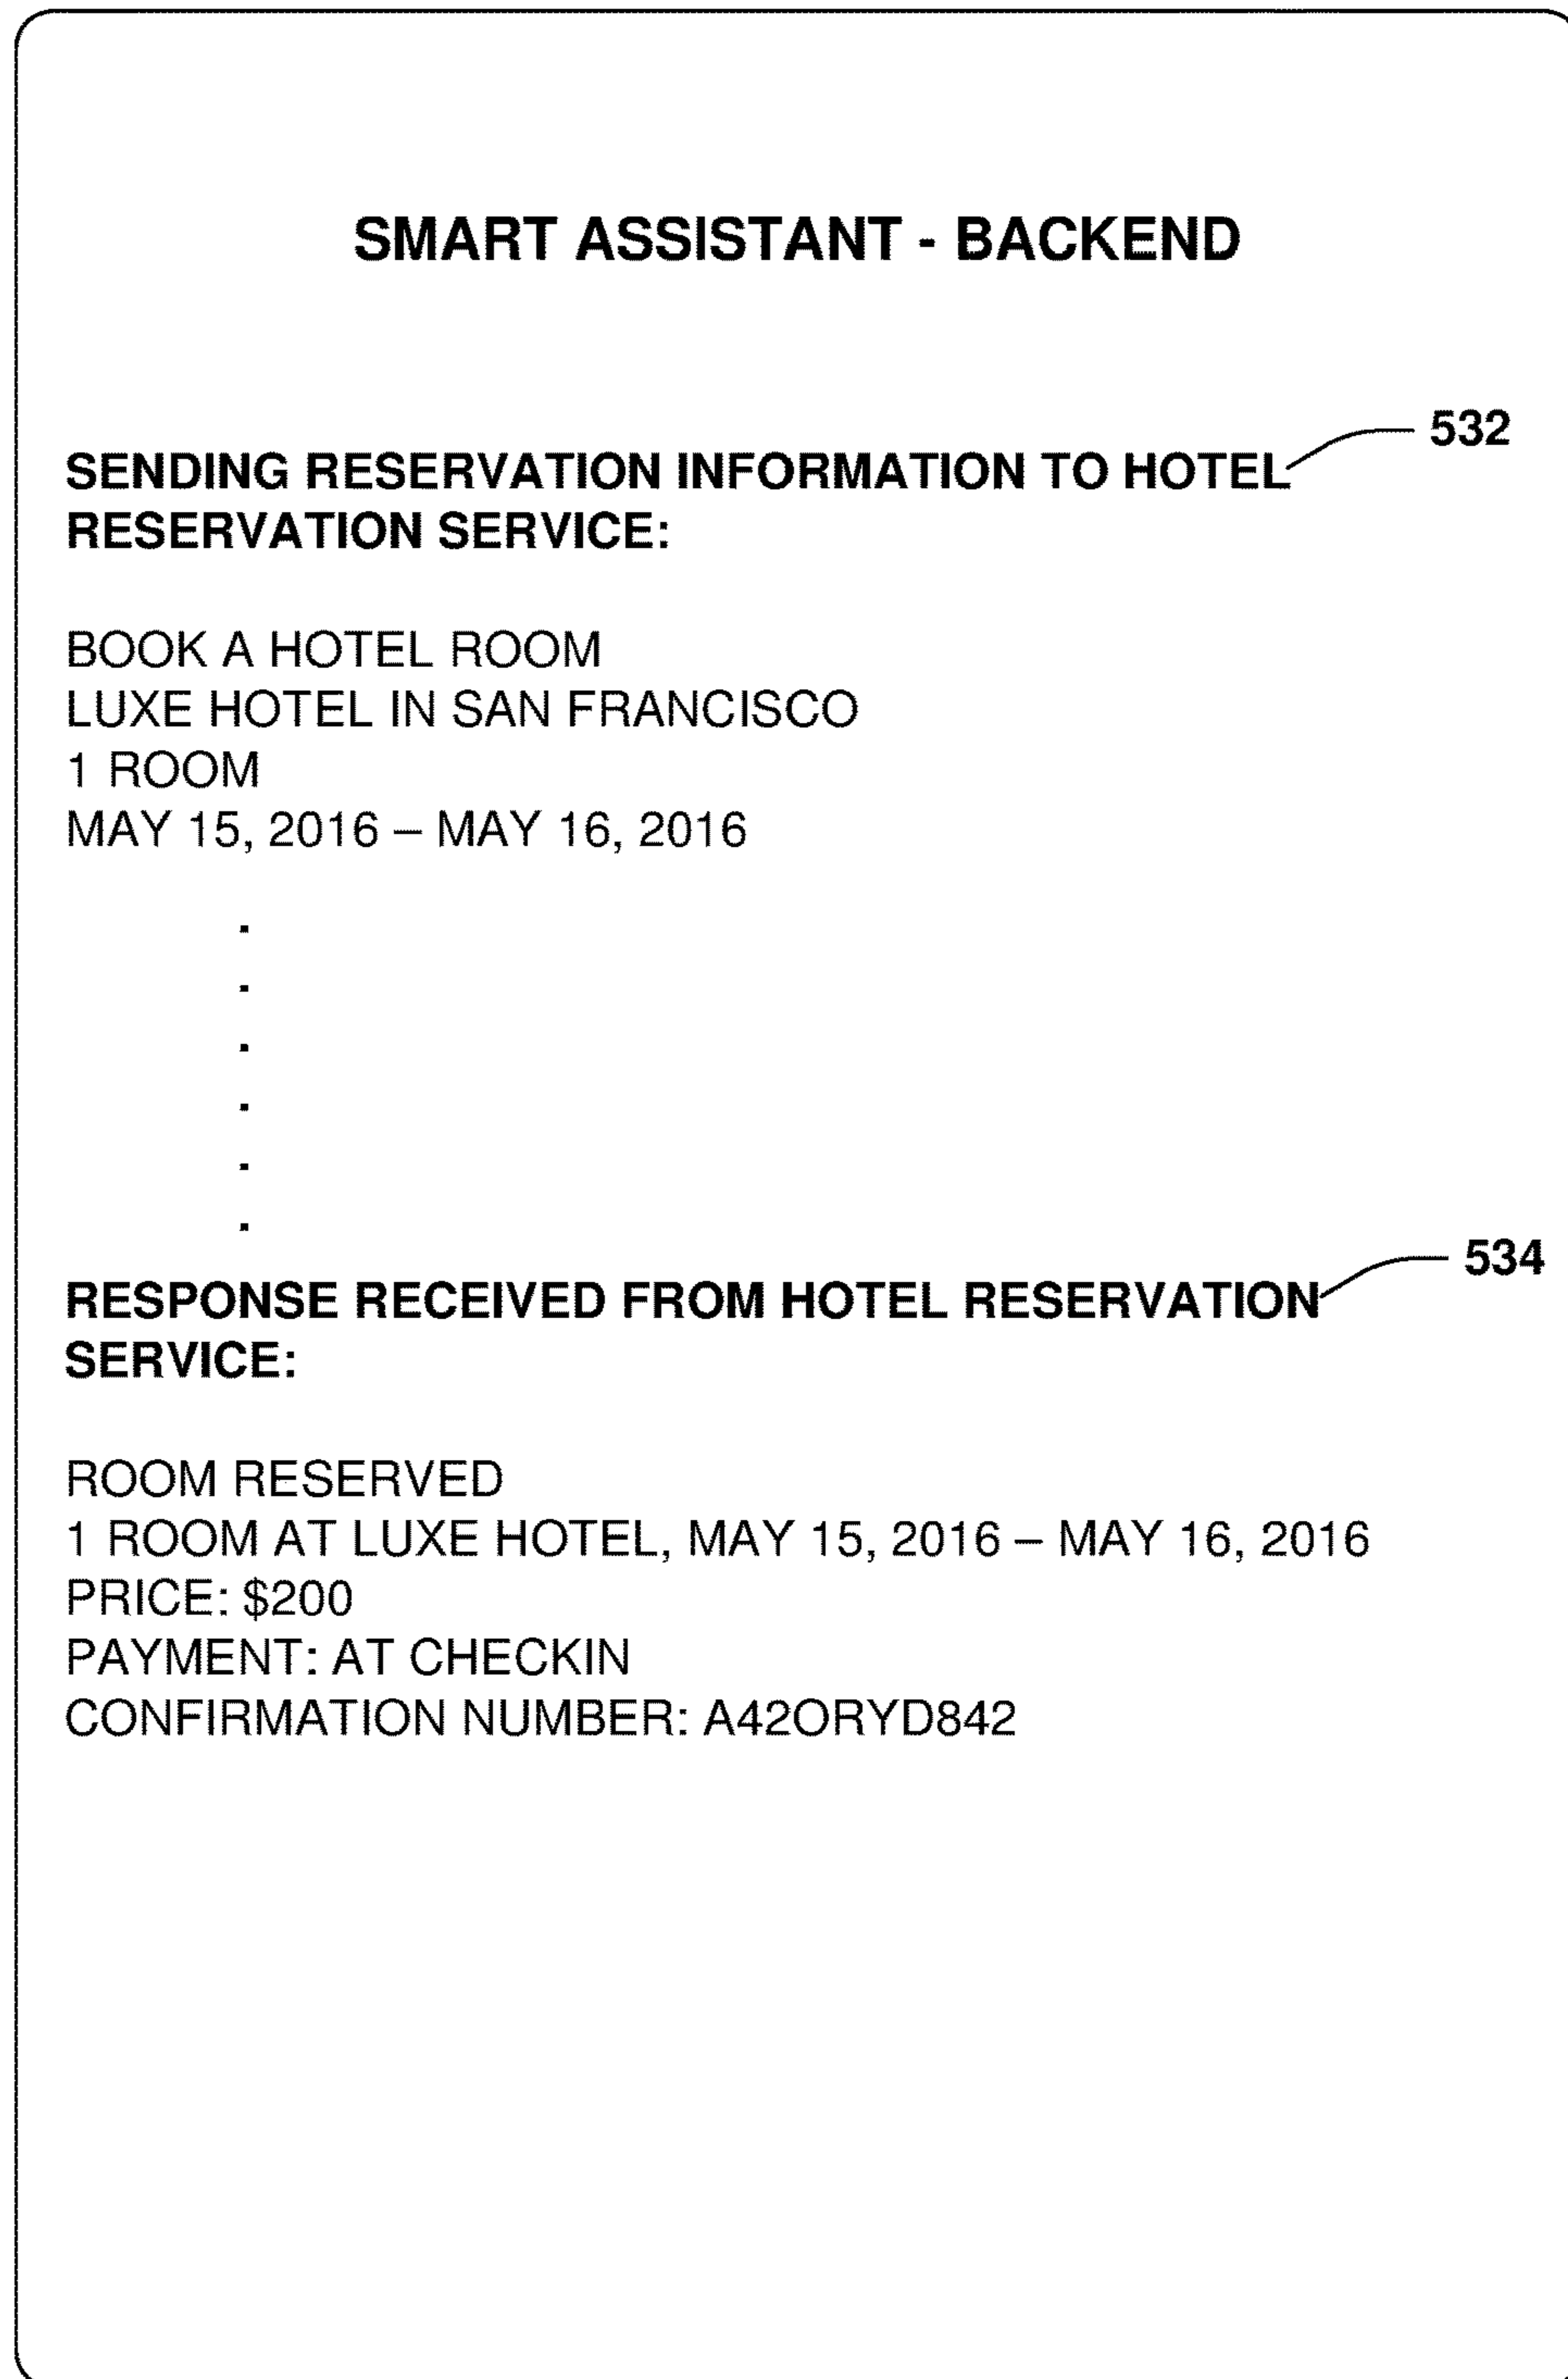 SMART ASSISTANT - BACKEND
532
SENDING RESERVATION INFORMATION TO HOTEL
RESERVATION SERVICE:
BOOK A HOTEL ROOM
LUXE HOTEL IN SAN FRANCISCO
1 ROOM
MAY 15, 2016 – MAY 16, 2016
.
.
.
.
.
.
534
RESPONSE RECEIVED FROM HOTEL RESERVATION
SERVICE:
ROOM RESERVED
1 ROOM AT LUXE HOTEL, MAY 15, 2016 – MAY 16, 2016
PRICE: $200
PAYMENT: AT CHECKIN
CONFIRMATION NUMBER: A42ORYD842